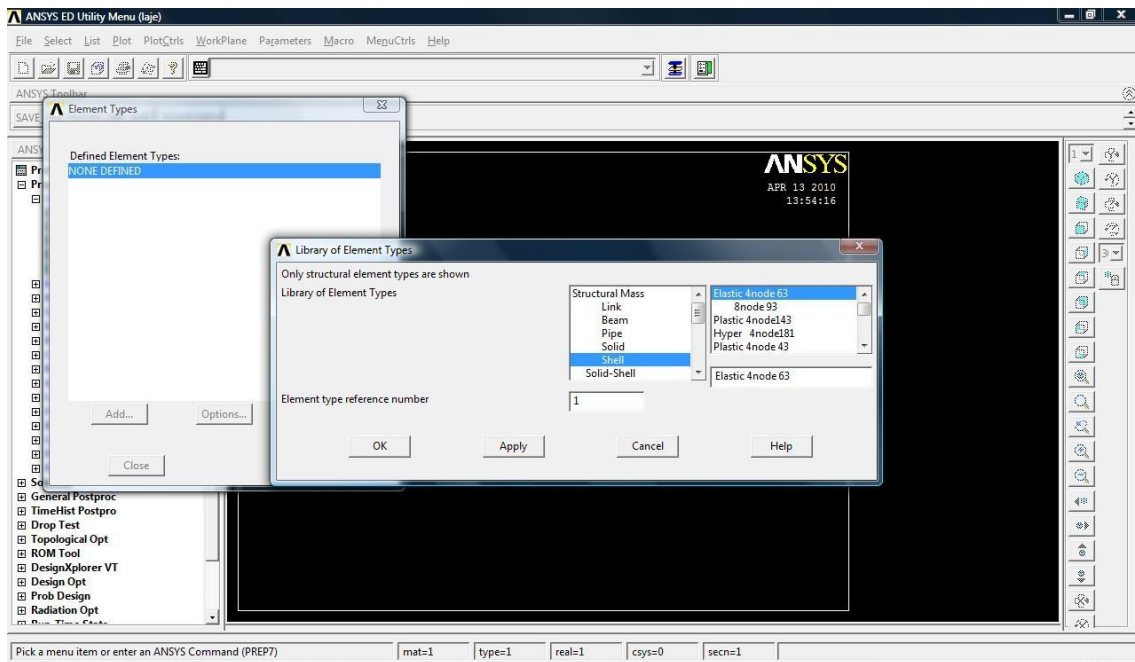 ANSYS ED Utility Menu (laje)
File Select List Plot PlotCtrls WorkPlane Parameters Macro MenuCtrls Help
ANSYS Toolbar
SAVE
Element Types
Defined Element Types:
NONE DEFINED
Add...
Options...
Close
ANSYS
APR 13 2010
13:54:16
1
3
Library of Element Types
Only structural element types are shown
Library of Element Types
Structural Mass
Link
Beam
Pipe
Solid
Shell
Solid-Shell
Elastic 4node 63
8node 93
Plastic 4node143
Hyper 4node181
Plastic 4node 43
Elastic 4node 63
Element type reference number
1
OK
Apply
Cancel
Help
ANSY
Pr
Pr
So
General Postproc
TimeHist Postpro
Drop Test
Topological Opt
ROM Tool
DesignXplorer VT
Design Opt
Prob Design
Radiation Opt
Pick a menu item or enter an ANSYS Command (PREP7)
mat=1
type=1
real=1
csys=0
secn=1